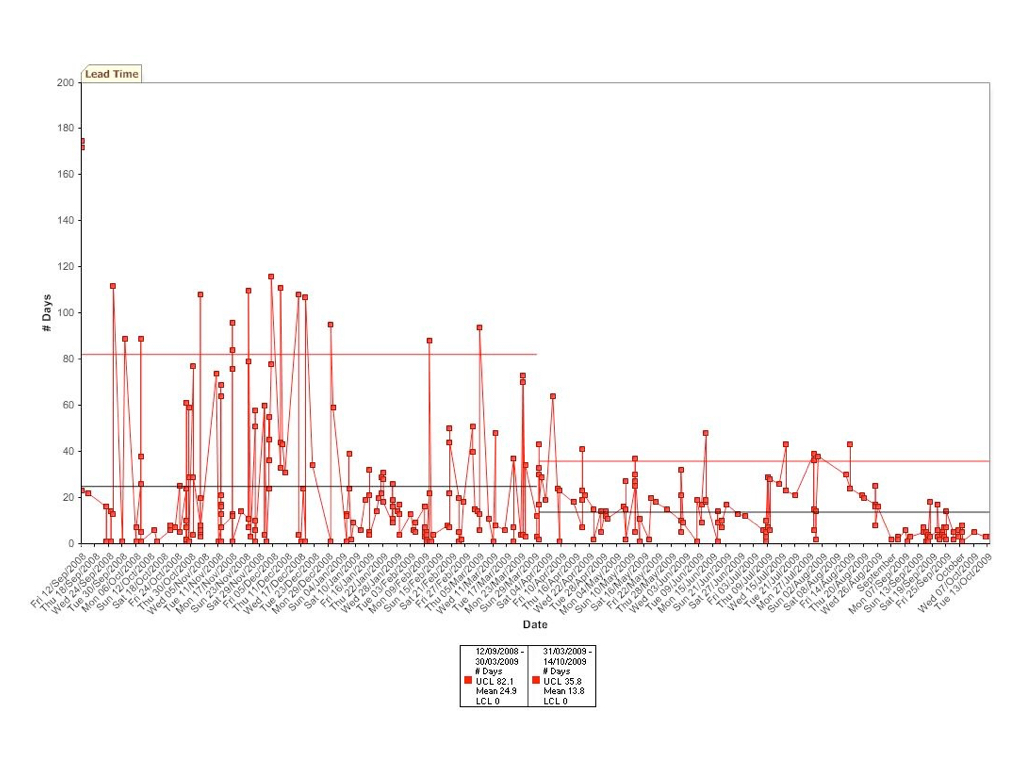 Lead Time
200
180
160
140
120
100
80
60
40
20
0
# Days
Fri 12/Sep/2008
Thu 18/Sep/2008
Wed 24/Sep/2008
Tue 30/Sep/2008
Mon 06/Oct/2008
Sun 12/Oct/2008
Sat 18/Oct/2008
Fri 24/Oct/2008
Thu 30/Oct/2008
Wed 05/Nov/2008
Tue 11/Nov/2008
Mon 17/Nov/2008
Sun 23/Nov/2008
Sat 29/Nov/2008
Fri 05/Dec/2008
Thu 11/Dec/2008
Wed 17/Dec/2008
Tue 23/Dec/2008
Mon 29/Dec/2008
Sun 04/Jan/2009
Sat 10/Jan/2009
Fri 16/Jan/2009
Thu 22/Jan/2009
Wed 28/Jan/2009
Tue 03/Feb/2009
Mon 09/Feb/2009
Sun 15/Feb/2009
Sat 21/Feb/2009
Fri 27/Feb/2009
Thu 05/Mar/2009
Wed 11/Mar/2009
Tue 17/Mar/2009
Mon 23/Mar/2009
Sun 29/Mar/2009
Sat 04/Apr/2009
Fri 10/Apr/2009
Thu 16/Apr/2009
Wed 22/Apr/2009
Tue 28/Apr/2009
Mon 04/May/2009
Sun 10/May/2009
Sat 16/May/2009
Fri 22/May/2009
Thu 28/May/2009
Wed 03/Jun/2009
Tue 09/Jun/2009
Mon 15/Jun/2009
Sun 21/Jun/2009
Sat 27/Jun/2009
Fri 03/Jul/2009
Thu 09/Jul/2009
Wed 15/Jul/2009
Tue 21/Jul/2009
Mon 27/Jul/2009
Sun 02/Aug/2009
Sat 08/Aug/2009
Fri 14/Aug/2009
Thu 20/Aug/2009
Wed 26/Aug/2009
September
Mon 07/Sep/2009
Sun 13/Sep/2009
Sat 19/Sep/2009
Fri 25/Sep/2009
October
Wed 07/Oct/2009
Tue 13/Oct/2009
Date
12/09/2008 -
30/03/2009
# Days
UCL 82.1
Mean 24.9
LCL 0
31/03/2009 -
14/10/2009
# Days
UCL 35.8
Mean 13.8
LCL 0